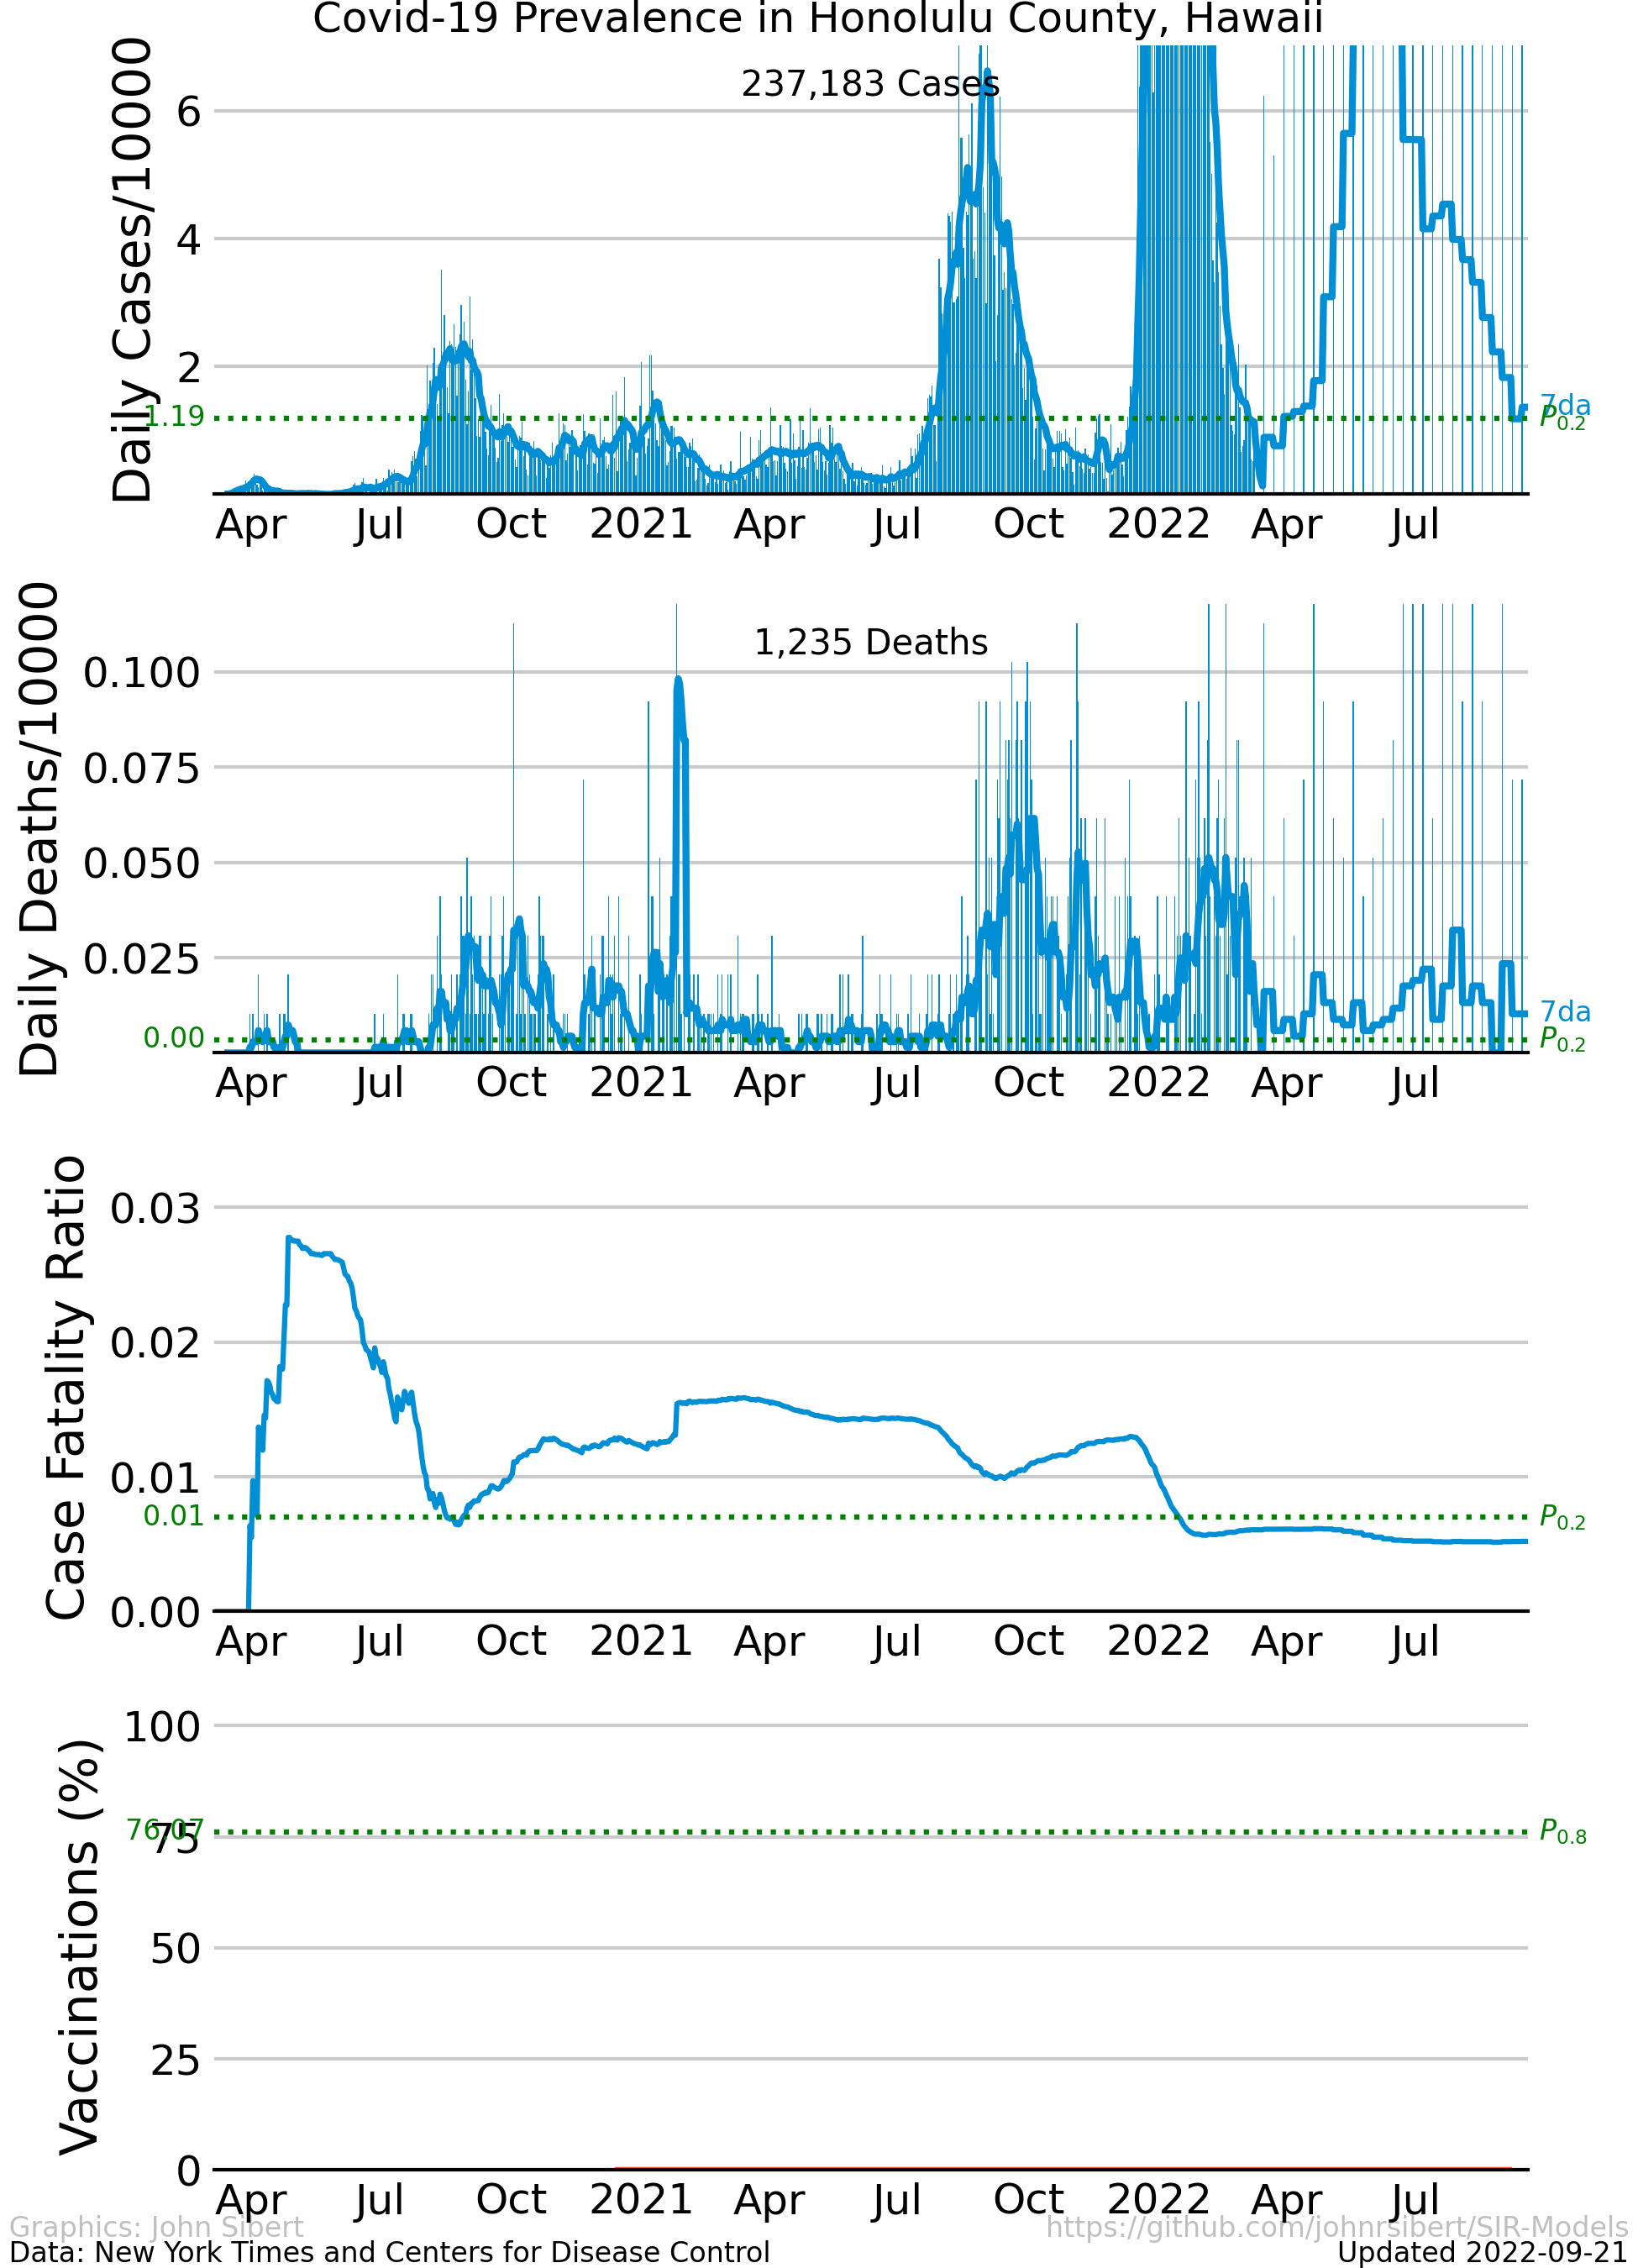 Covid-19 Prevalence in Honolulu County, Hawaii
237,183 Cases
Daily Cases/10000
6
4
2
1.19
7da
P0.2
Apr Jul Oct 2021 Apr Jul Oct 2022 Apr Jul
1,235 Deaths
Daily Deaths/10000
0.100
0.075
0.050
0.025
0.00
7da
P0.2
Apr Jul Oct 2021 Apr Jul Oct 2022 Apr Jul
Case Fatality Ratio
0.03
0.02
0.01
0.01
0.00
P0.2
Apr Jul Oct 2021 Apr Jul Oct 2022 Apr Jul
Vaccinations (%)
100
76.07
75
50
25
0
P0.8
Apr Jul Oct 2021 Apr Jul Oct 2022 Apr Jul
Graphics: John Sibert https://github.com/johnrsibert/SIR-Models
Data: New York Times and Centers for Disease Control Updated 2022-09-21